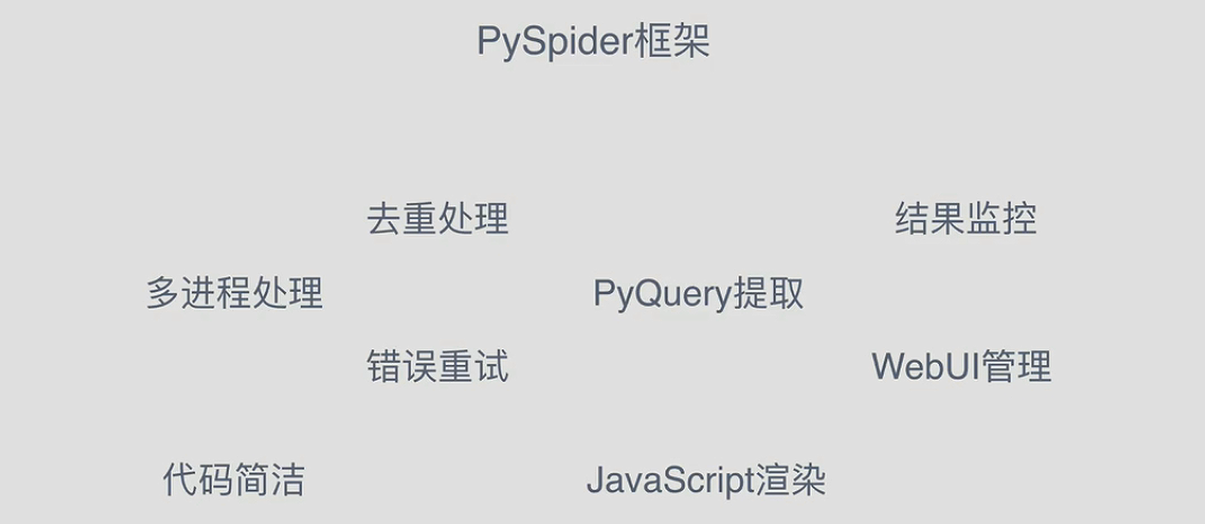 PySpider框架
去重处理
结果监控
多进程处理
PyQuery提取
错误重试
WebUI管理
代码简洁
JavaScript渲染